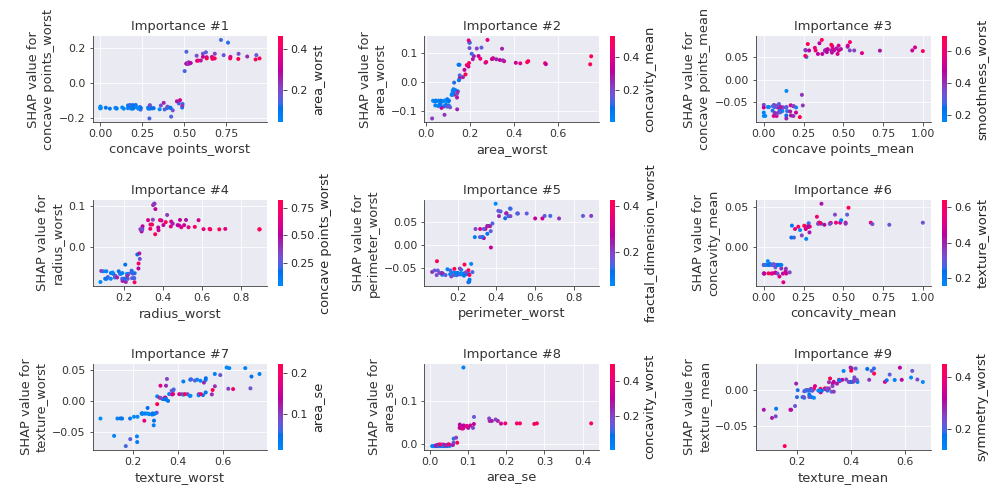 Importance #1
SHAP value for
concave points_worst
0.2
0.0
−0.2
0.00 0.25 0.50 0.75
concave points_worst
0.4
0.2
area_worst
Importance #2
SHAP value for
area_worst
0.1
0.0
−0.1
0.0 0.2 0.4 0.6
area_worst
0.4
0.2
concavity_mean
Importance #3
SHAP value for
concave points_mean
0.05
0.00
−0.05
0.00 0.25 0.50 0.75 1.00
concave points_mean
0.6
0.4
0.2
smoothness_worst
Importance #4
SHAP value for
radius_worst
0.1
0.0
0.2 0.4 0.6 0.8
radius_worst
0.75
0.50
0.25
concave points_worst
Importance #5
SHAP value for
perimeter_worst
0.05
0.00
−0.05
0.2 0.4 0.6 0.8
perimeter_worst
0.4
0.2
fractal_dimension_worst
Importance #6
SHAP value for
concavity_mean
0.05
0.00
0.00 0.25 0.50 0.75 1.00
concavity_mean
0.6
0.4
0.2
texture_worst
Importance #7
SHAP value for
texture_worst
0.05
0.00
−0.05
0.2 0.4 0.6
texture_worst
0.2
0.1
area_se
Importance #8
SHAP value for
area_se
0.1
0.0
0.0 0.1 0.2 0.3 0.4
area_se
0.4
0.2
concavity_worst
Importance #9
SHAP value for
texture_mean
0.00
−0.05
0.2 0.4 0.6
texture_mean
0.4
0.2
symmetry_worst